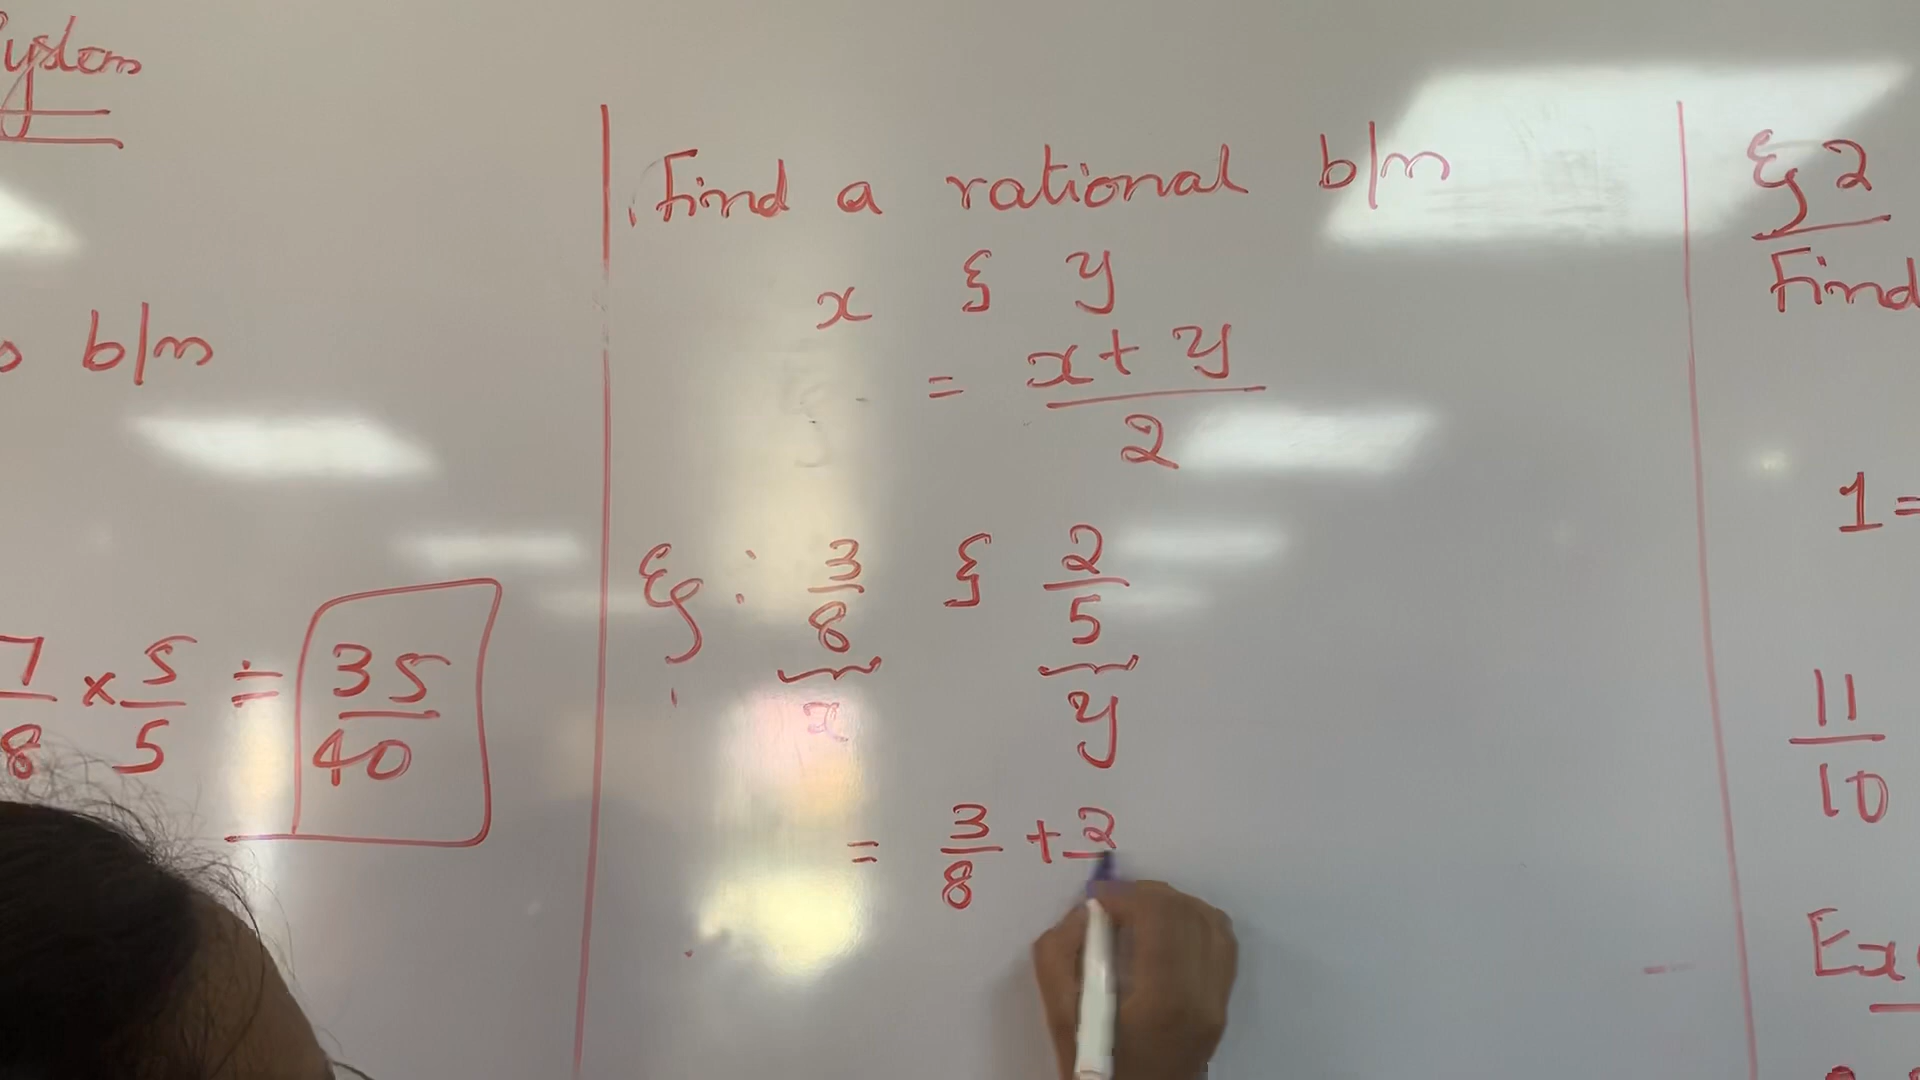 System
b/n
7/8 × 5/5 = 35/40
Find a rational b/n
x & y
= x + y / 2
Eg : 3/8 & 2/5
x y
= 3/8 + 2
Eg 2
Find
1 =
11/10